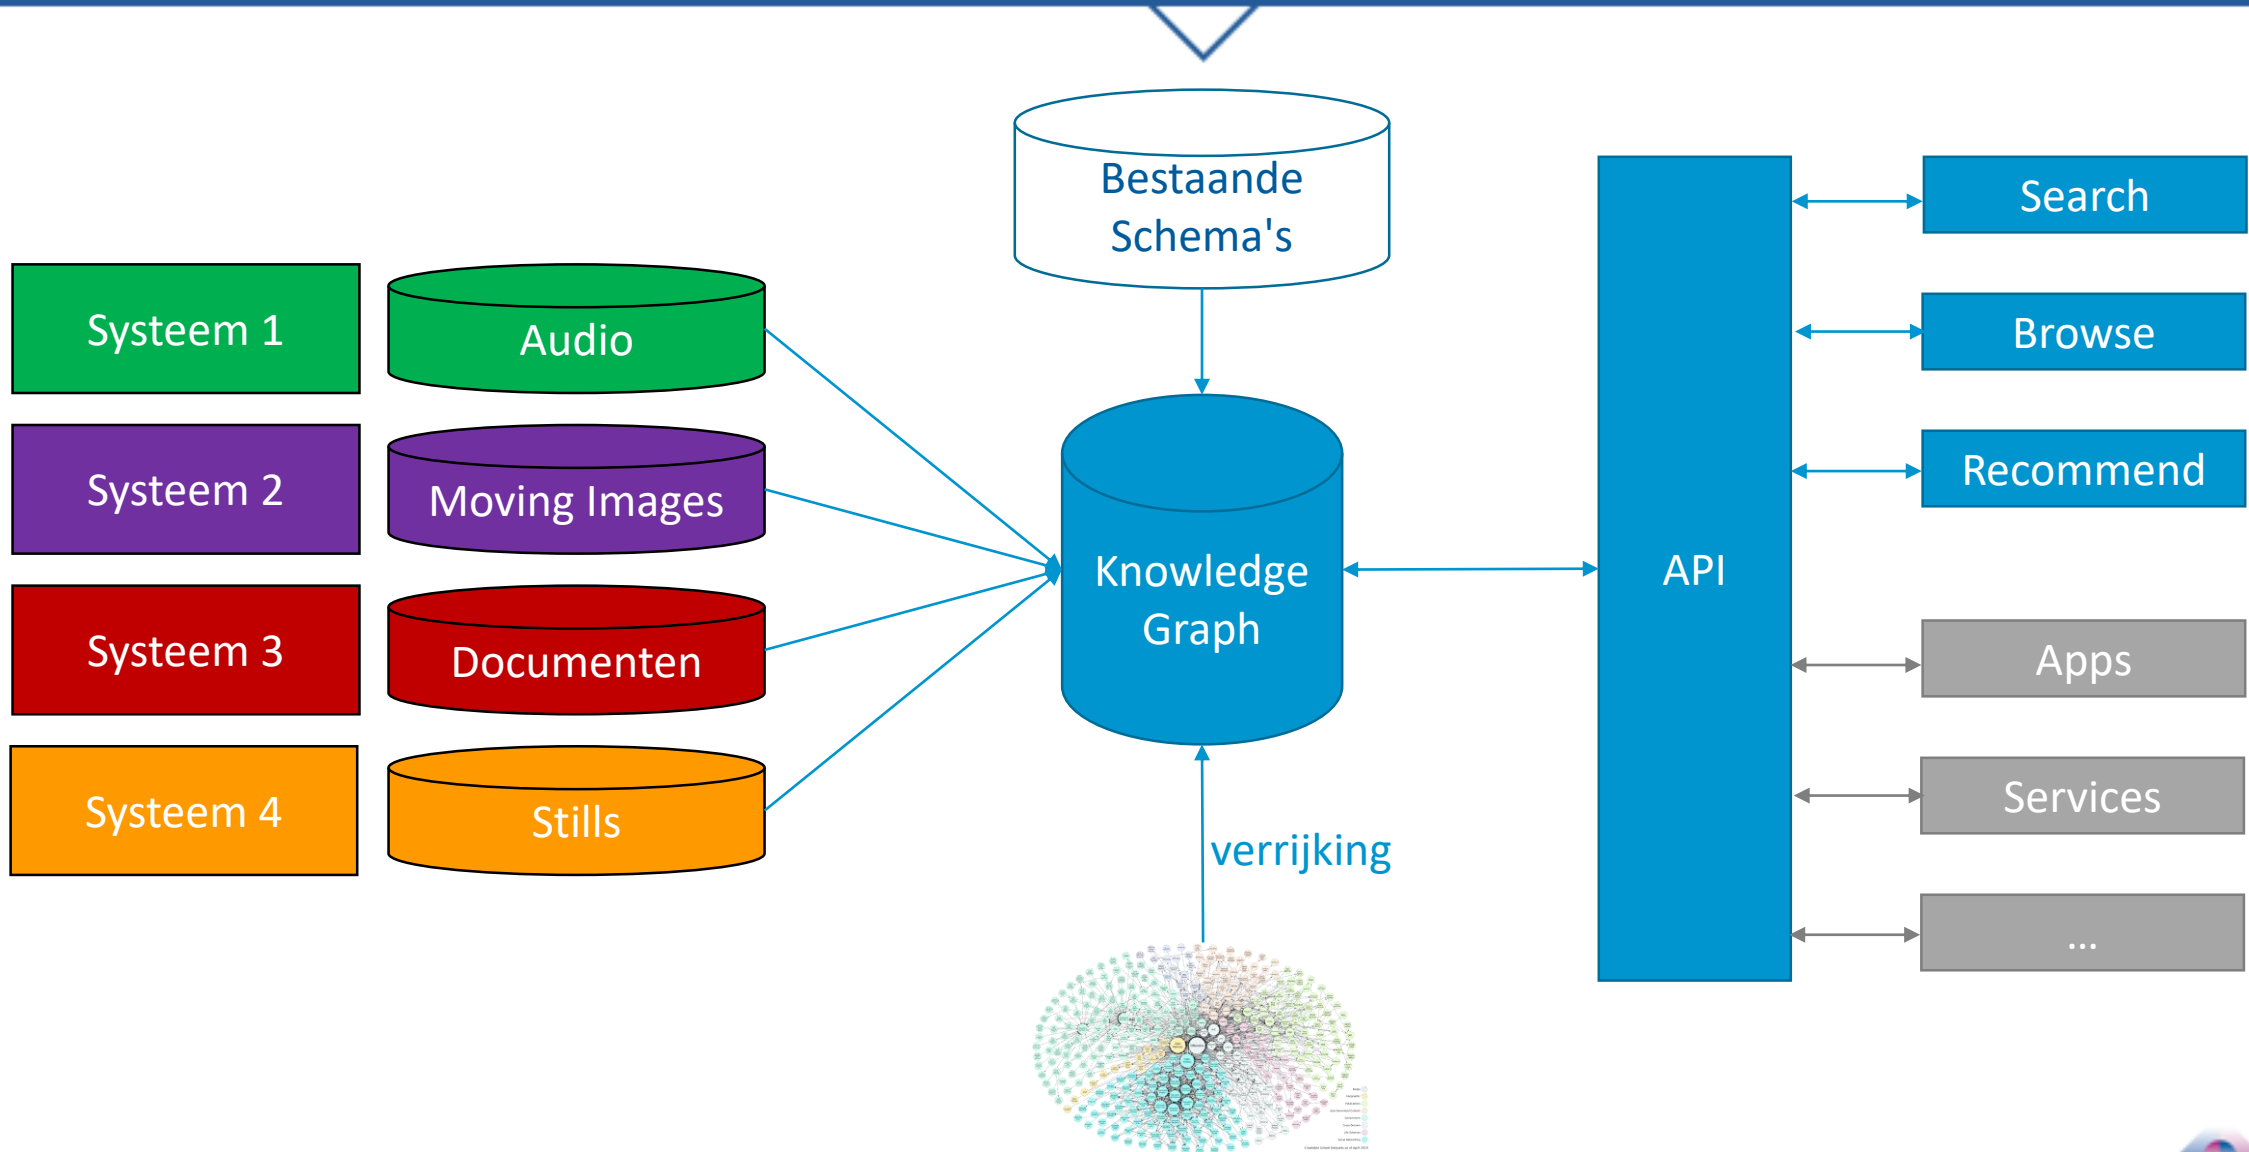 Bestaande
Schema's
Systeem 1
Audio
Systeem 2
Moving Images
Systeem 3
Documenten
Systeem 4
Stills
Knowledge
Graph
verrijking
API
Search
Browse
Recommend
Apps
Services
...